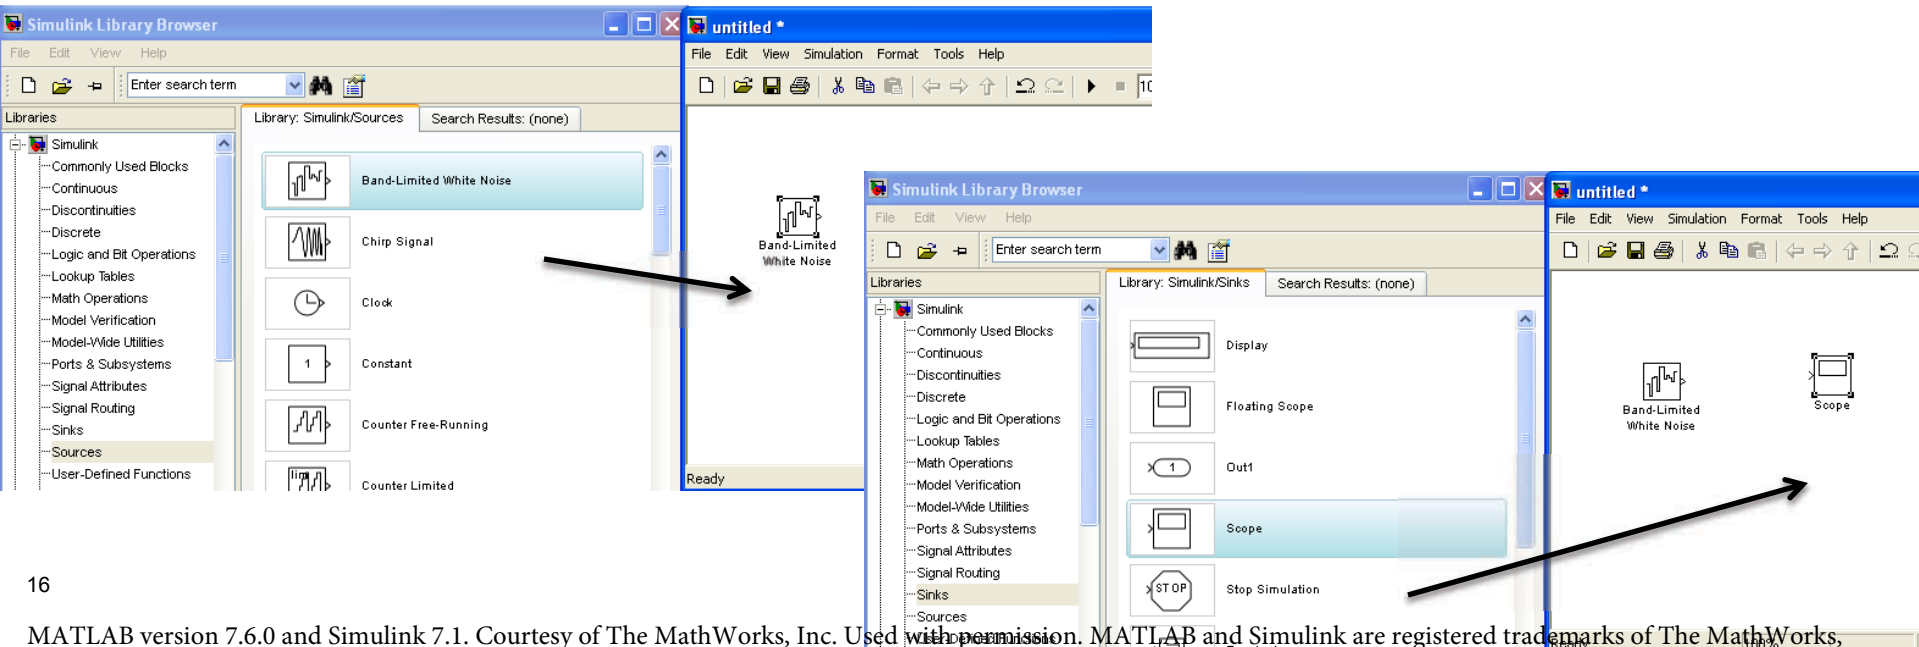 Simulink Library Browser
File Edit View Help
Enter search term
Libraries
Library: Simulink/Sources
Search Results: (none)
Simulink
Commonly Used Blocks
Continuous
Discontinuities
Discrete
Logic and Bit Operations
Lookup Tables
Math Operations
Model Verification
Model-Wide Utilities
Ports & Subsystems
Signal Attributes
Signal Routing
Sinks
Sources
User-Defined Functions
Band-Limited White Noise
Chirp Signal
Clock
1
Constant
Counter Free-Running
lim
Counter Limited
untitled *
File Edit View Simulation Format Tools Help
10
Band-Limited
White Noise
Ready
Simulink Library Browser
File Edit View Help
Enter search term
Libraries
Library: Simulink/Sinks
Search Results: (none)
Simulink
Commonly Used Blocks
Continuous
Discontinuities
Discrete
Logic and Bit Operations
Lookup Tables
Math Operations
Model Verification
Model-Wide Utilities
Ports & Subsystems
Signal Attributes
Signal Routing
Sinks
Sources
User-Defined Functions
Display
Floating Scope
1
Out1
Scope
STOP
Stop Simulation
untitled *
File Edit View Simulation Format Tools Help
Band-Limited
White Noise
Scope
Ready
100%
16
MATLAB version 7.6.0 and Simulink 7.1. Courtesy of The MathWorks, Inc. Used with permission. MATLAB and Simulink are registered trademarks of The MathWorks,